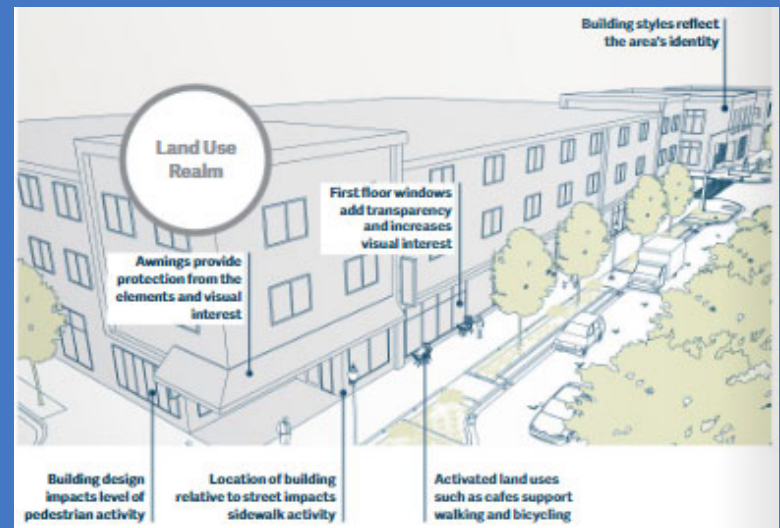 Building styles reflect
the area's identity
Land Use
Realm
First floor windows
add transparency
and increases
visual interest
Awnings provide
protection from the
elements and visual
interest
Building design
impacts level of
pedestrian activity
Location of building
relative to street impacts
sidewalk activity
Activated land uses
such as cafes support
walking and bicycling